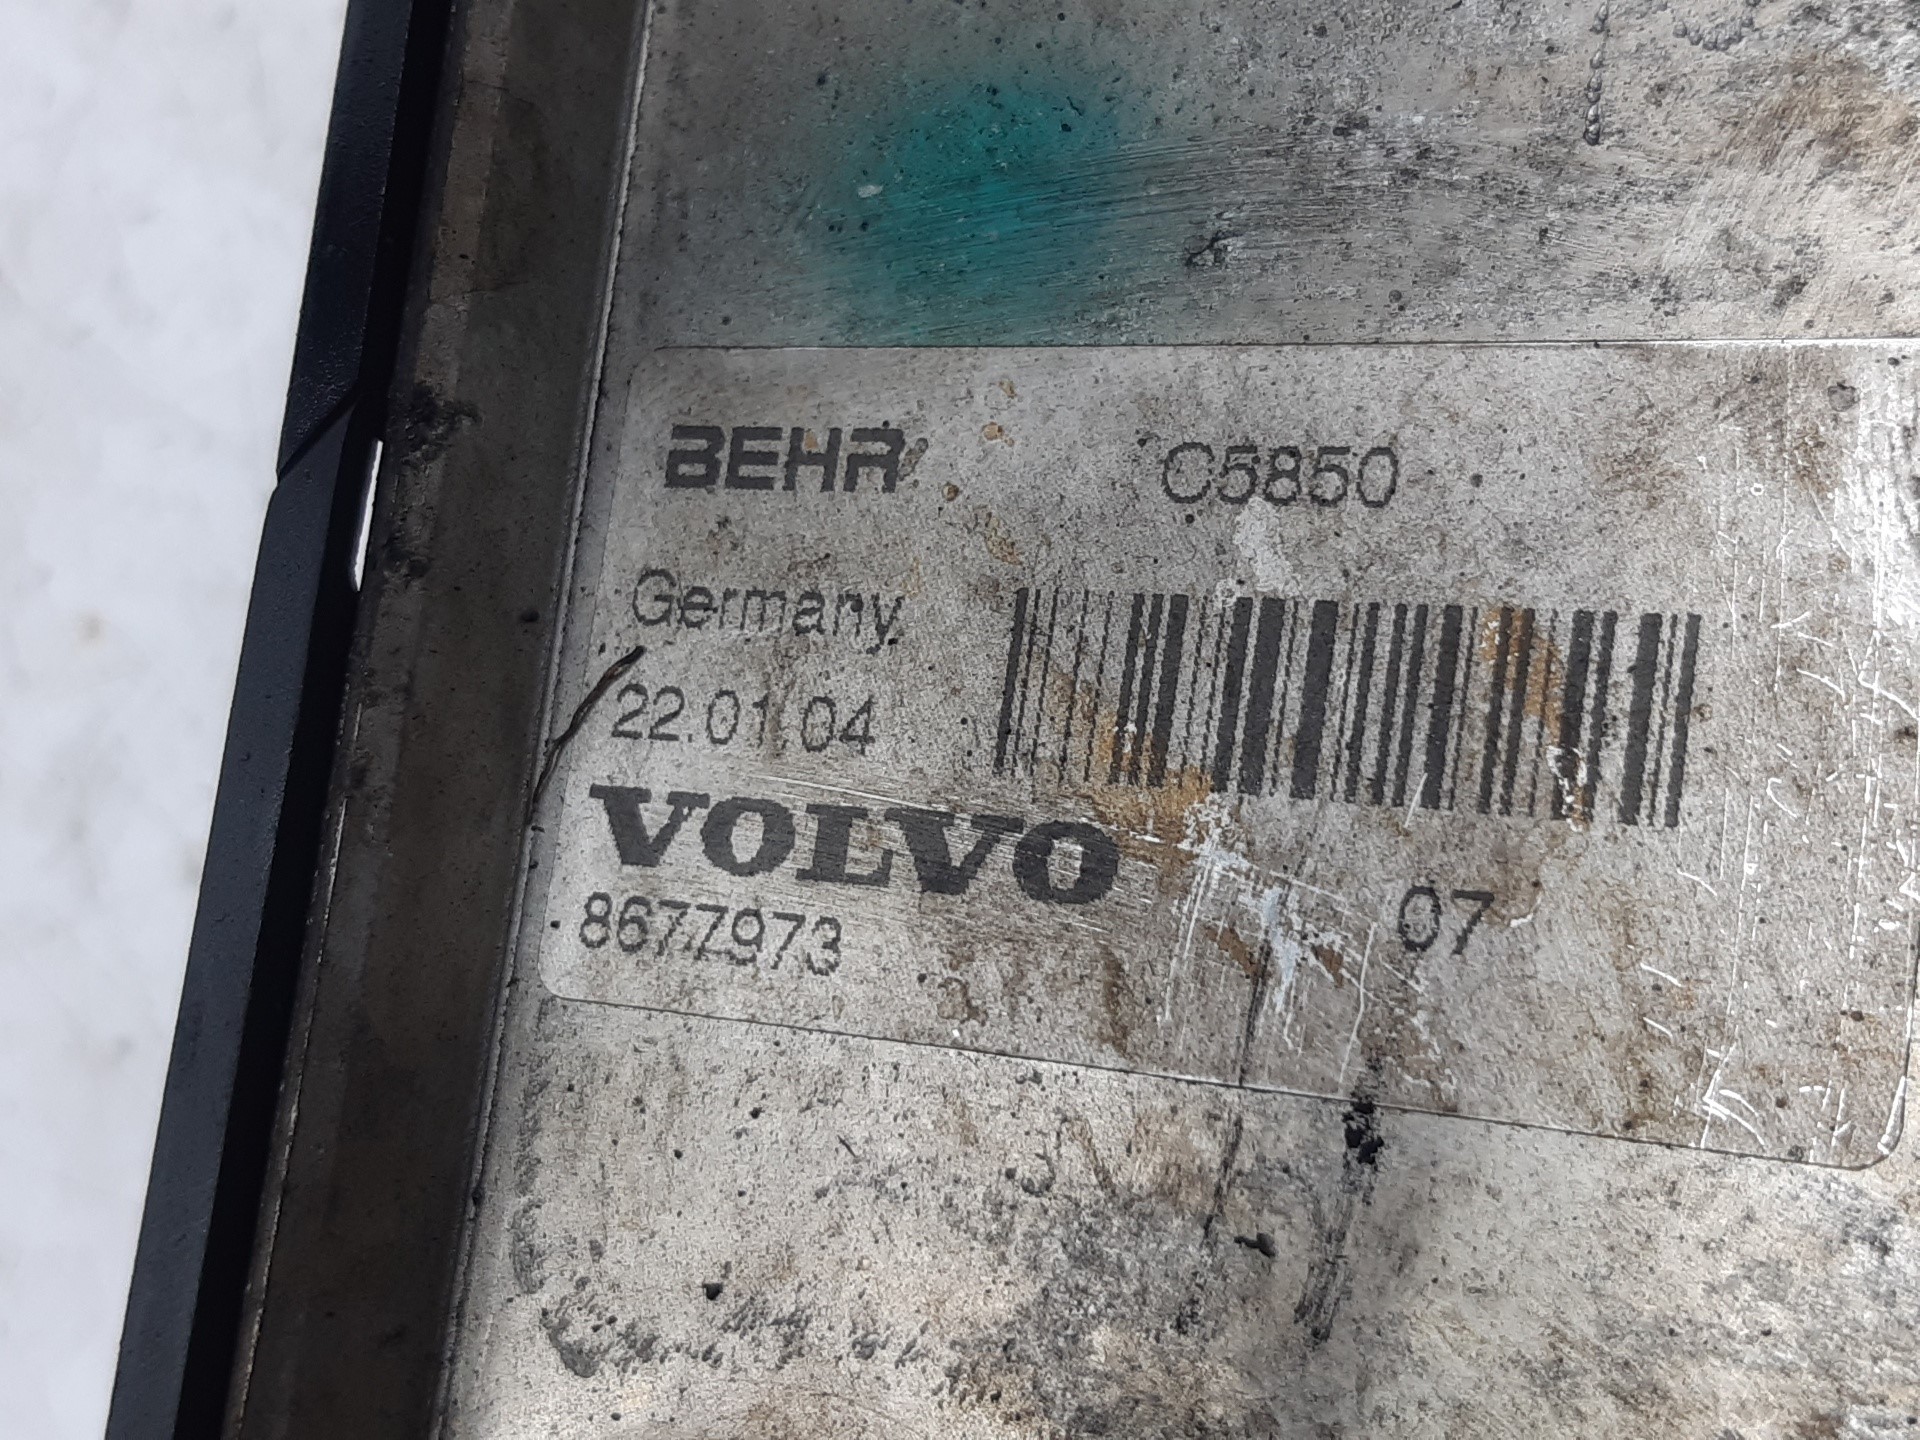 BEHR C5850
Germany
22.01.04
VOLVO
8677973 07